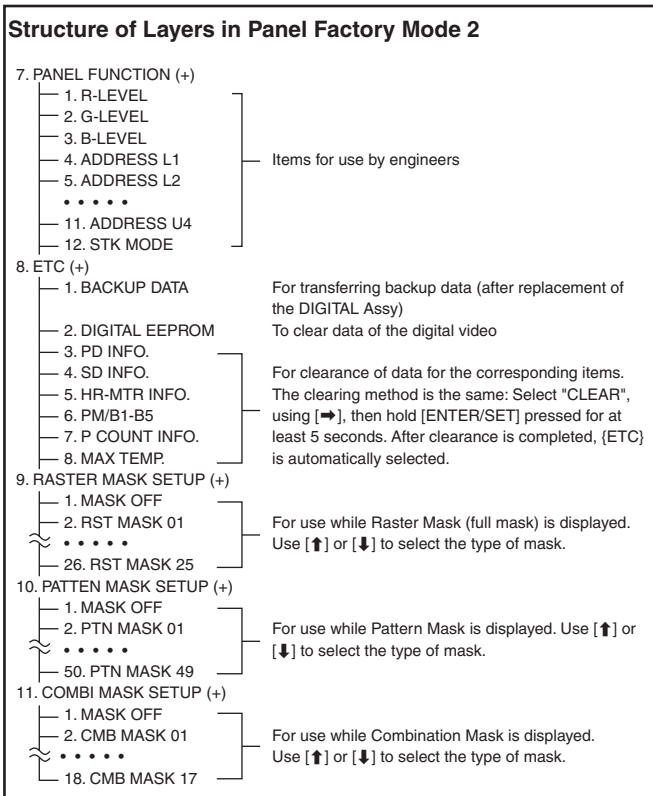 Structure of Layers in Panel Factory Mode 2
7. PANEL FUNCTION (+)
1. R-LEVEL
2. G-LEVEL
3. B-LEVEL
4. ADDRESS L1
5. ADDRESS L2
• • • • •
11. ADDRESS U4
12. STK MODE
Items for use by engineers
8. ETC (+)
1. BACKUP DATA
For transferring backup data (after replacement of
the DIGITAL Assy)
2. DIGITAL EEPROM
To clear data of the digital video
3. PD INFO.
4. SD INFO.
5. HR-MTR INFO.
6. PM/B1-B5
7. P COUNT INFO.
8. MAX TEMP.
For clearance of data for the corresponding items.
The clearing method is the same: Select "CLEAR",
using [➡], then hold [ENTER/SET] pressed for at
least 5 seconds. After clearance is completed, {ETC}
is automatically selected.
9. RASTER MASK SETUP (+)
1. MASK OFF
2. RST MASK 01
• • • • •
26. RST MASK 25
For use while Raster Mask (full mask) is displayed.
Use [⬆] or [⬇] to select the type of mask.
10. PATTEN MASK SETUP (+)
1. MASK OFF
2. PTN MASK 01
• • • • •
50. PTN MASK 49
For use while Pattern Mask is displayed. Use [⬆] or
[⬇] to select the type of mask.
11. COMBI MASK SETUP (+)
1. MASK OFF
2. CMB MASK 01
• • • • •
18. CMB MASK 17
For use while Combination Mask is displayed.
Use [⬆] or [⬇] to select the type of mask.